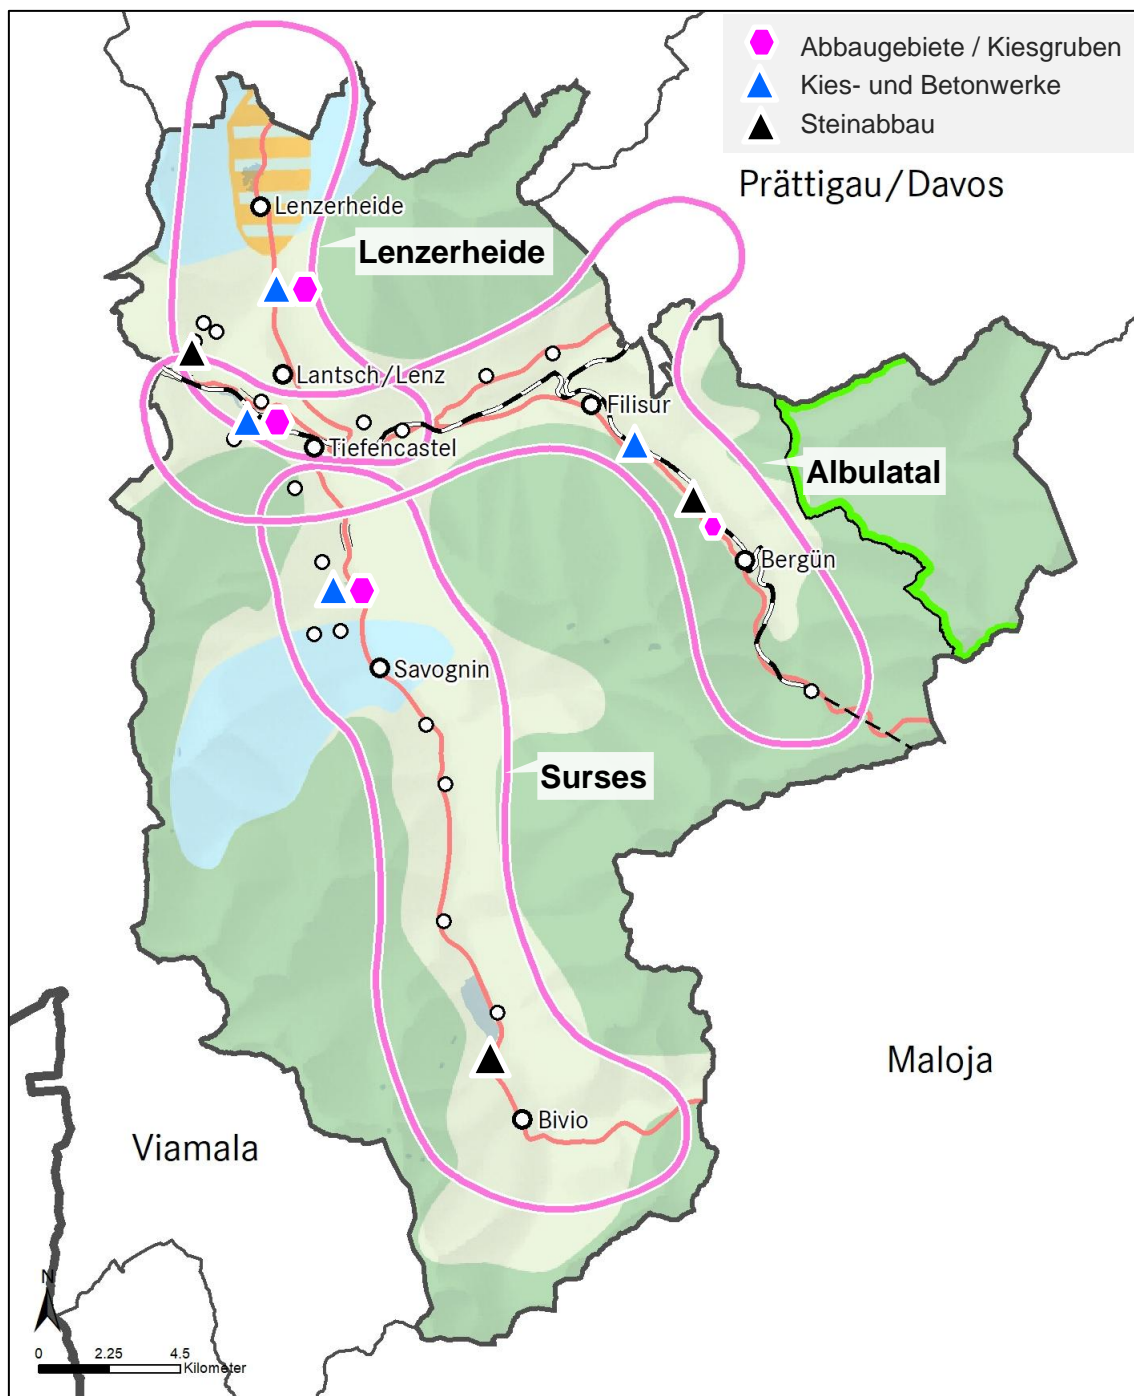 Abbaugebiete / Kiesgruben
Kies- und Betonwerke
Steinabbau
Prättigau/Davos
Lenzerheide
Lenzerheide
Lantsch/Lenz
Filisur
Tiefencastel
Albulatal
Bergün
Savognin
Surses
Maloja
Bivio
Viamala
N
0 2.25 4.5
Kilometer